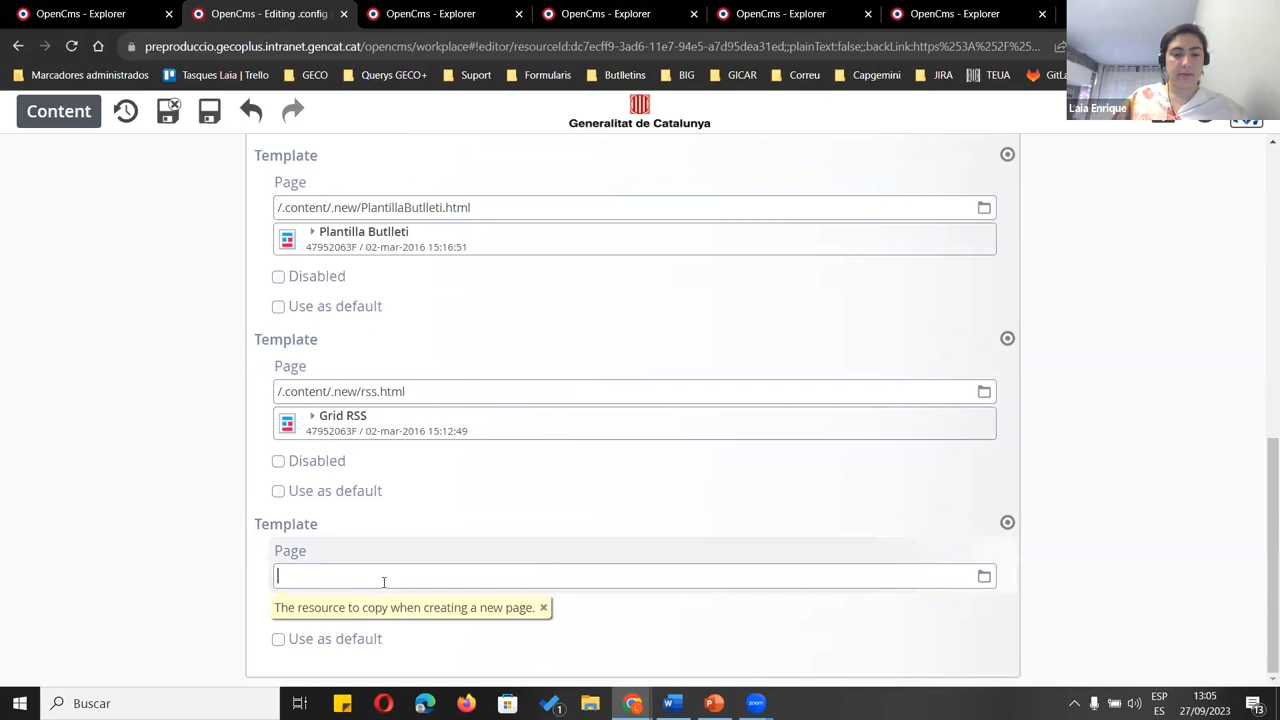 OpenCms - Explorer
OpenCms - Editing .config
OpenCms - Explorer
OpenCms - Explorer
OpenCms - Explorer
OpenCms - Explorer
preproduccio.gecoplus.intranet.gencat.cat/opencms/workplace#!editor/resourceId:dc7ecff9-3ad6-11e7-94e5-a7d95dea31ed;;plainText:false;;backLink:https%253A%252F%25...
Marcadores administrados
Tasques Laia | Trello
GECO
Querys
Supp
Formularis
Butlletins
BIG
GICAR
Correu
Capgemini
JIRA
TEUA
GitLa
Laia Enrique
Content
Generalitat de Catalunya
Template
Page
/.content/.new/PlantillaButlleti.html
Plantilla Butlleti
47952063F / 02-mar-2016 15:16:51
Disabled
Use as default
Template
Page
/.content/.new/rss.html
Grid RSS
47952063F / 02-mar-2016 15:12:49
Disabled
Use as default
Template
Page
The resource to copy when creating a new page.
Use as default
Buscar
1
ESP
ES
13:05
27/09/2023
13